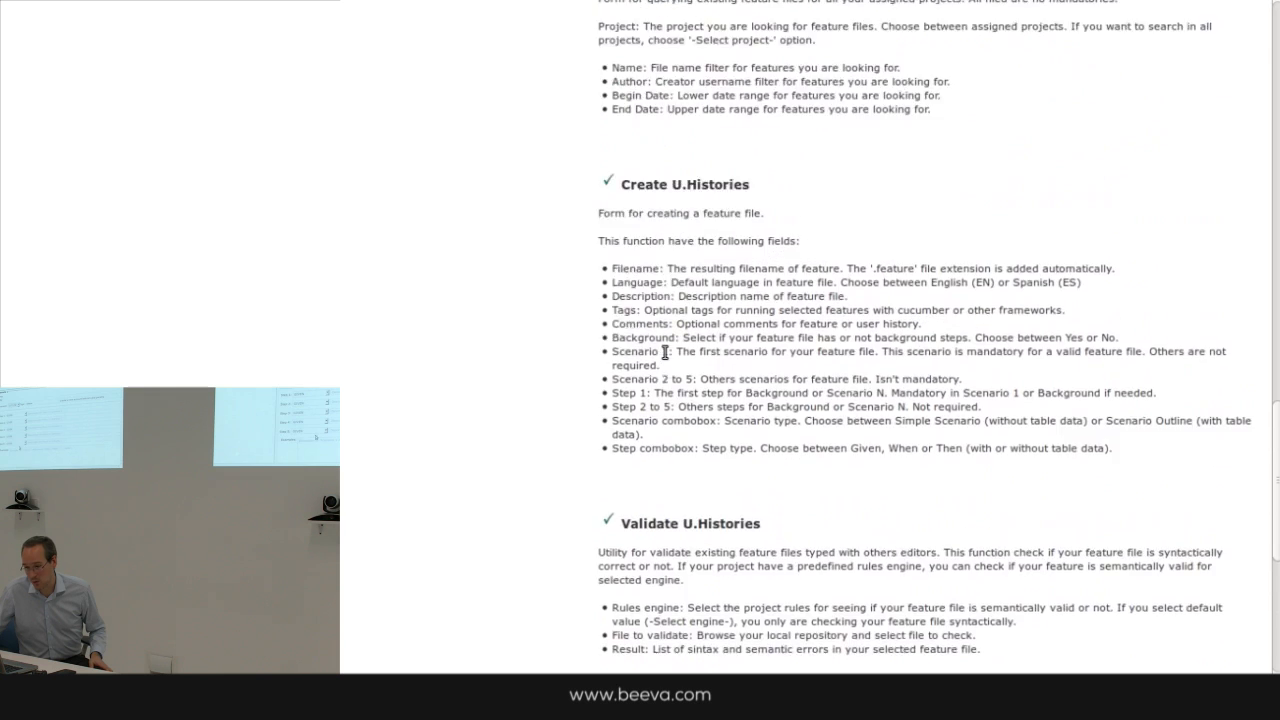 Form for querying existing feature files for all your assigned projects. All filed are no mandatories.
Project: The project you are looking for feature files. Choose between assigned projects. If you want to search in all
projects, choose '-Select project-' option.
• Name: File name filter for features you are looking for.
• Author: Creator username filter for features you are looking for.
• Begin Date: Lower date range for features you are looking for.
• End Date: Upper date range for features you are looking for.
✓ Create U.Histories
Form for creating a feature file.
This function have the following fields:
• Filename: The resulting filename of feature. The '.feature' file extension is added automatically.
• Language: Default language in feature file. Choose between English (EN) or Spanish (ES)
• Description: Description name of feature file.
• Tags: Optional tags for running selected features with cucumber or other frameworks.
• Comments: Optional comments for feature or user history.
• Background: Select if your feature file has or not background steps. Choose between Yes or No.
• Scenario 1: The first scenario for your feature file. This scenario is mandatory for a valid feature file. Others are not
required.
• Scenario 2 to 5: Others scenarios for feature file. Isn't mandatory.
• Step 1: The first step for Background or Scenario N. Mandatory in Scenario 1 or Background if needed.
• Step 2 to 5: Others steps for Background or Scenario N. Not required.
• Scenario combobox: Scenario type. Choose between Simple Scenario (without table data) or Scenario Outline (with table
data).
• Step combobox: Step type. Choose between Given, When or Then (with or without table data).
✓ Validate U.Histories
Utility for validate existing feature files typed with others editors. This function check if your feature file is syntactically
correct or not. If your project have a predefined rules engine, you can check if your feature is semantically valid for
selected engine.
• Rules engine: Select the project rules for seeing if your feature file is semantically valid or not. If you select default
value (-Select engine-), you only are checking your feature file syntactically.
• File to validate: Browse your local repository and select file to check.
• Result: List of sintax and semantic errors in your selected feature file.
www.beeva.com